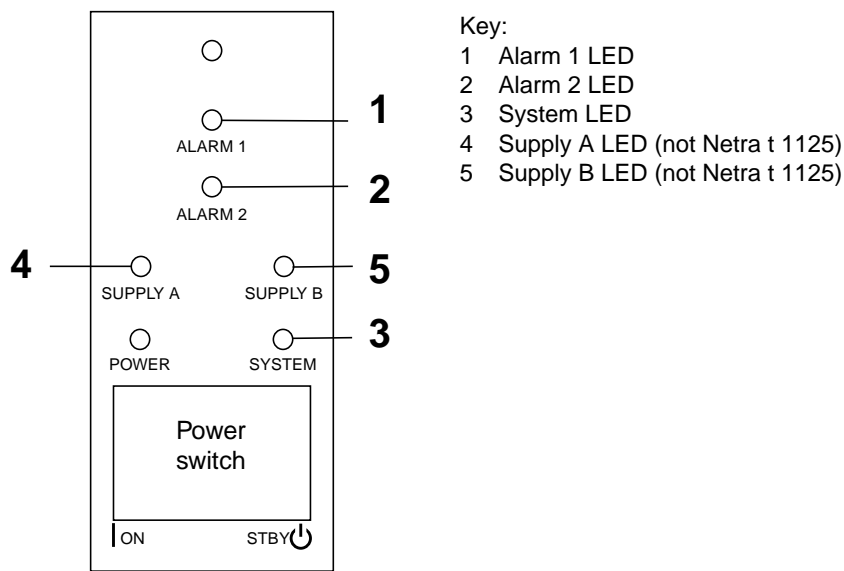 Key:
1 Alarm 1 LED
2 Alarm 2 LED
3 System LED
4 Supply A LED (not Netra t 1125)
5 Supply B LED (not Netra t 1125)
1
ALARM 1
2
ALARM 2
4
5
SUPPLY A SUPPLY B
3
POWER SYSTEM
Power
switch
ON STBY